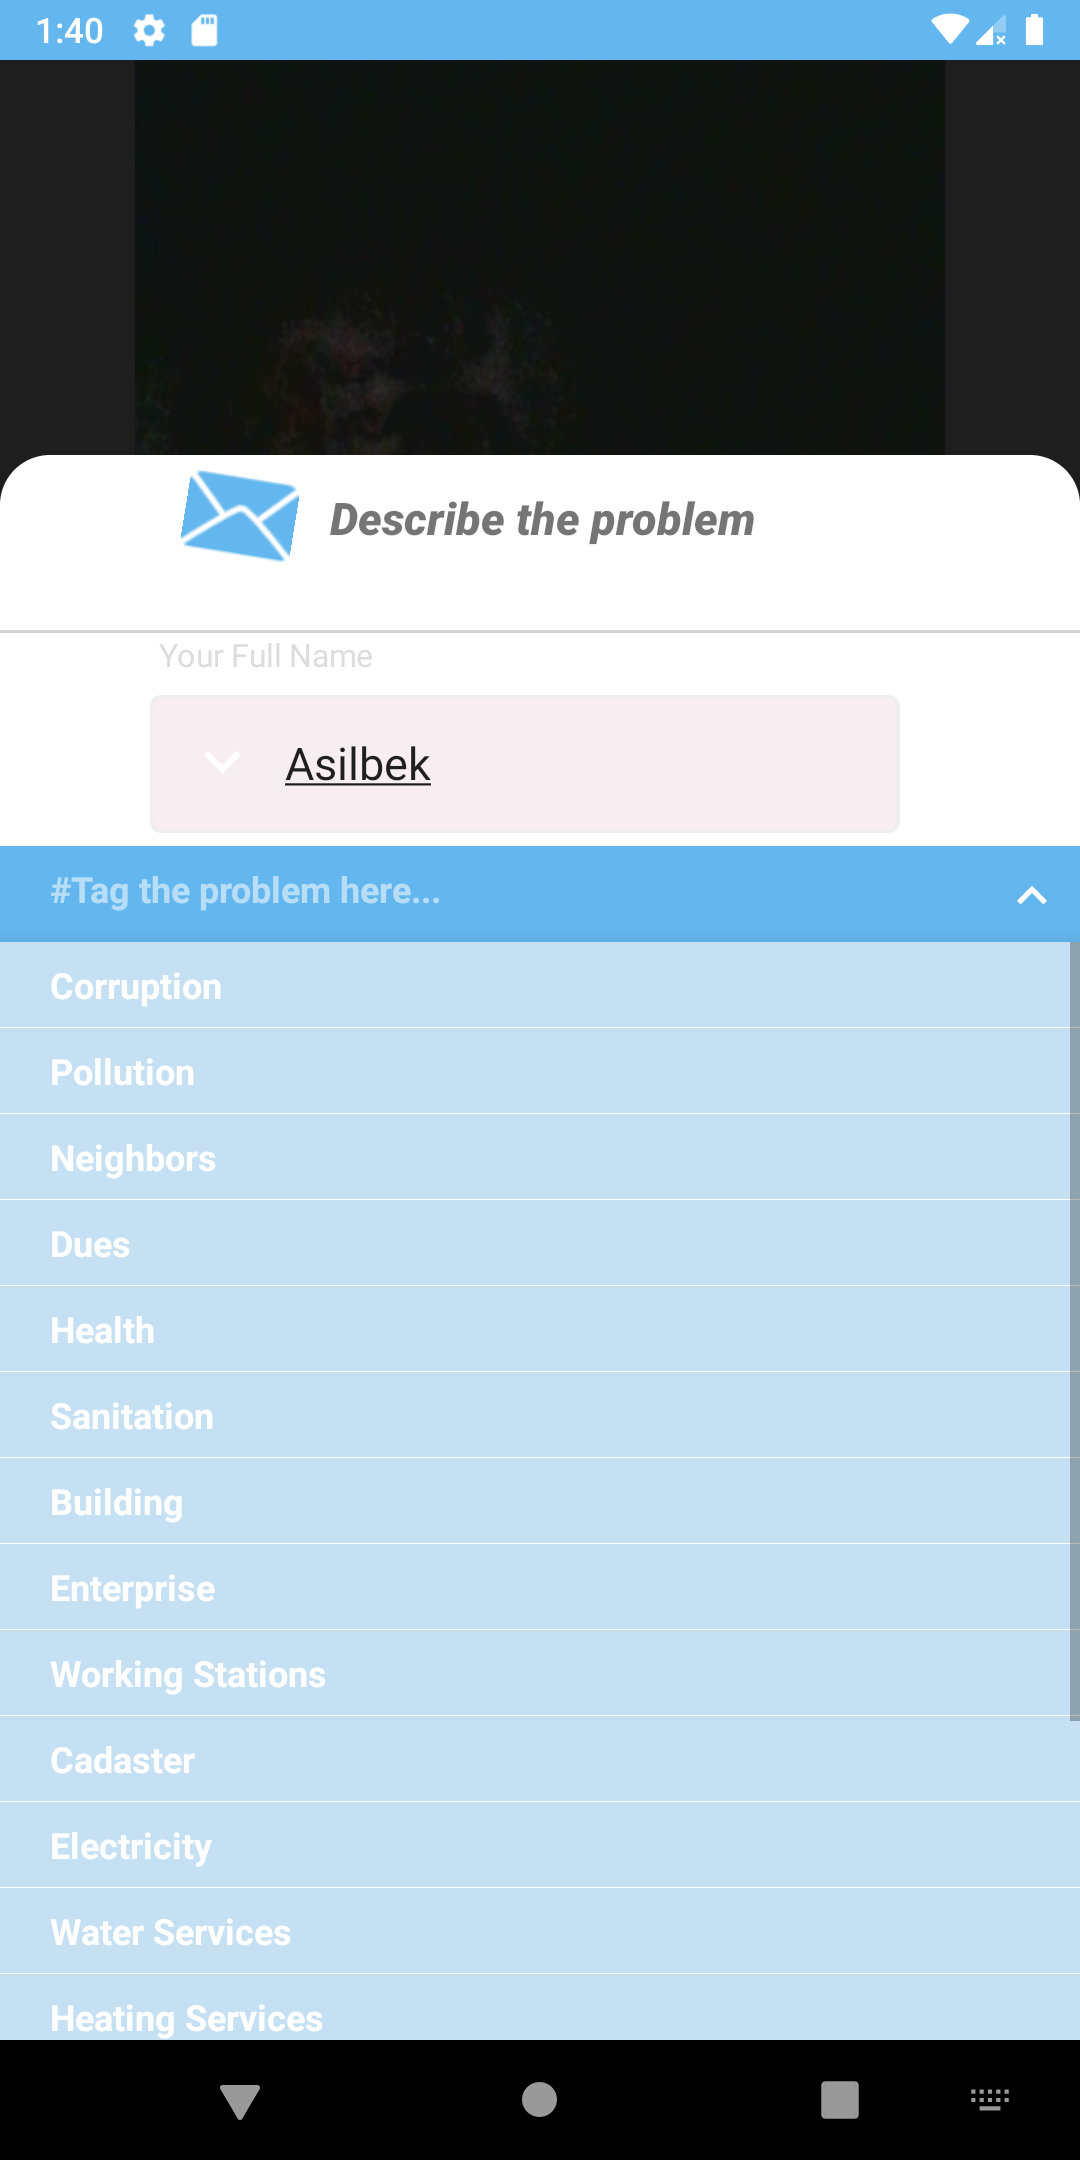 1:40
Describe the problem
Your Full Name
Asilbek
#Tag the problem here...
Corruption
Pollution
Neighbors
Dues
Health
Sanitation
Building
Enterprise
Working Stations
Cadaster
Electricity
Water Services
Heating Services